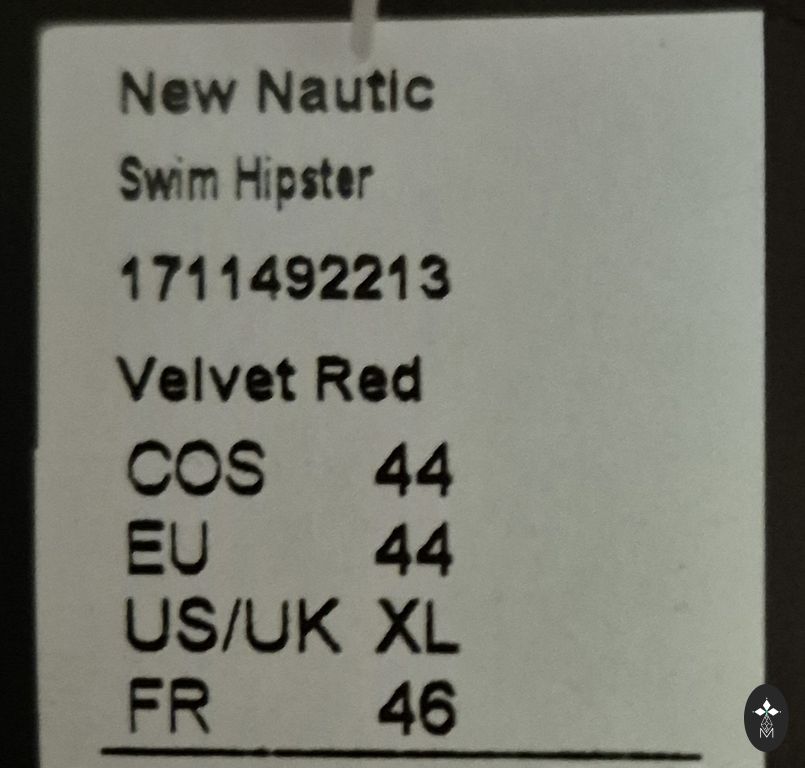 New Nautic
Swim Hipster
1711492213
Velvet Red
COS 44
EU 44
US/UK XL
FR 46
M